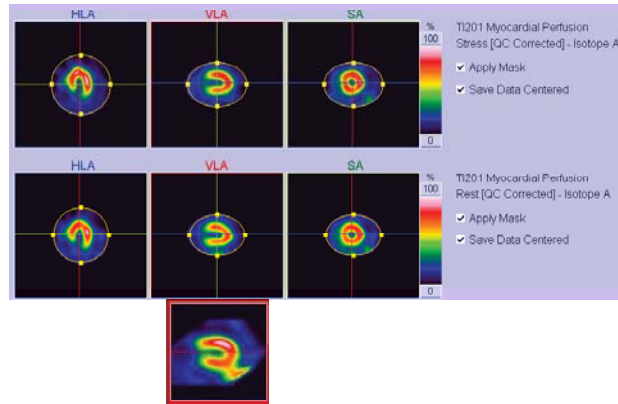 HLA VLA SA
% Tl201 Myocardial Perfusion
100 Stress [QC Corrected] - Isotope A
Apply Mask
Save Data Centered
0
HLA VLA SA
% Tl201 Myocardial Perfusion
100 Rest [QC Corrected] - Isotope A
Apply Mask
Save Data Centered
0